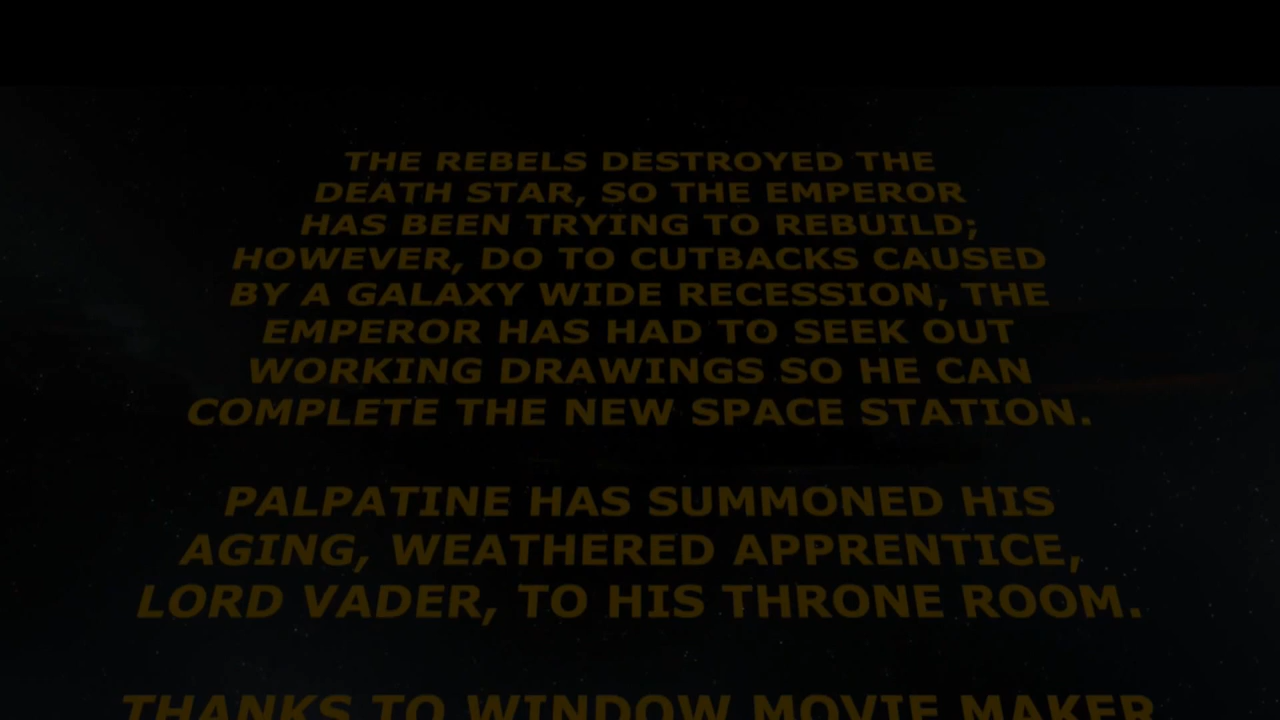 THE REBELS DESTROYED THE
DEATH STAR, SO THE EMPEROR
HAS BEEN TRYING TO REBUILD;
HOWEVER, DO TO CUTBACKS CAUSED
BY A GALAXY WIDE RECESSION, THE
EMPEROR HAS HAD TO SEEK OUT
WORKING DRAWINGS SO HE CAN
COMPLETE THE NEW SPACE STATION.
PALPATINE HAS SUMMONED HIS
AGING, WEATHERED APPRENTICE,
LORD VADER, TO HIS THRONE ROOM.
THANKS TO WINDOW MOVIE MAKER